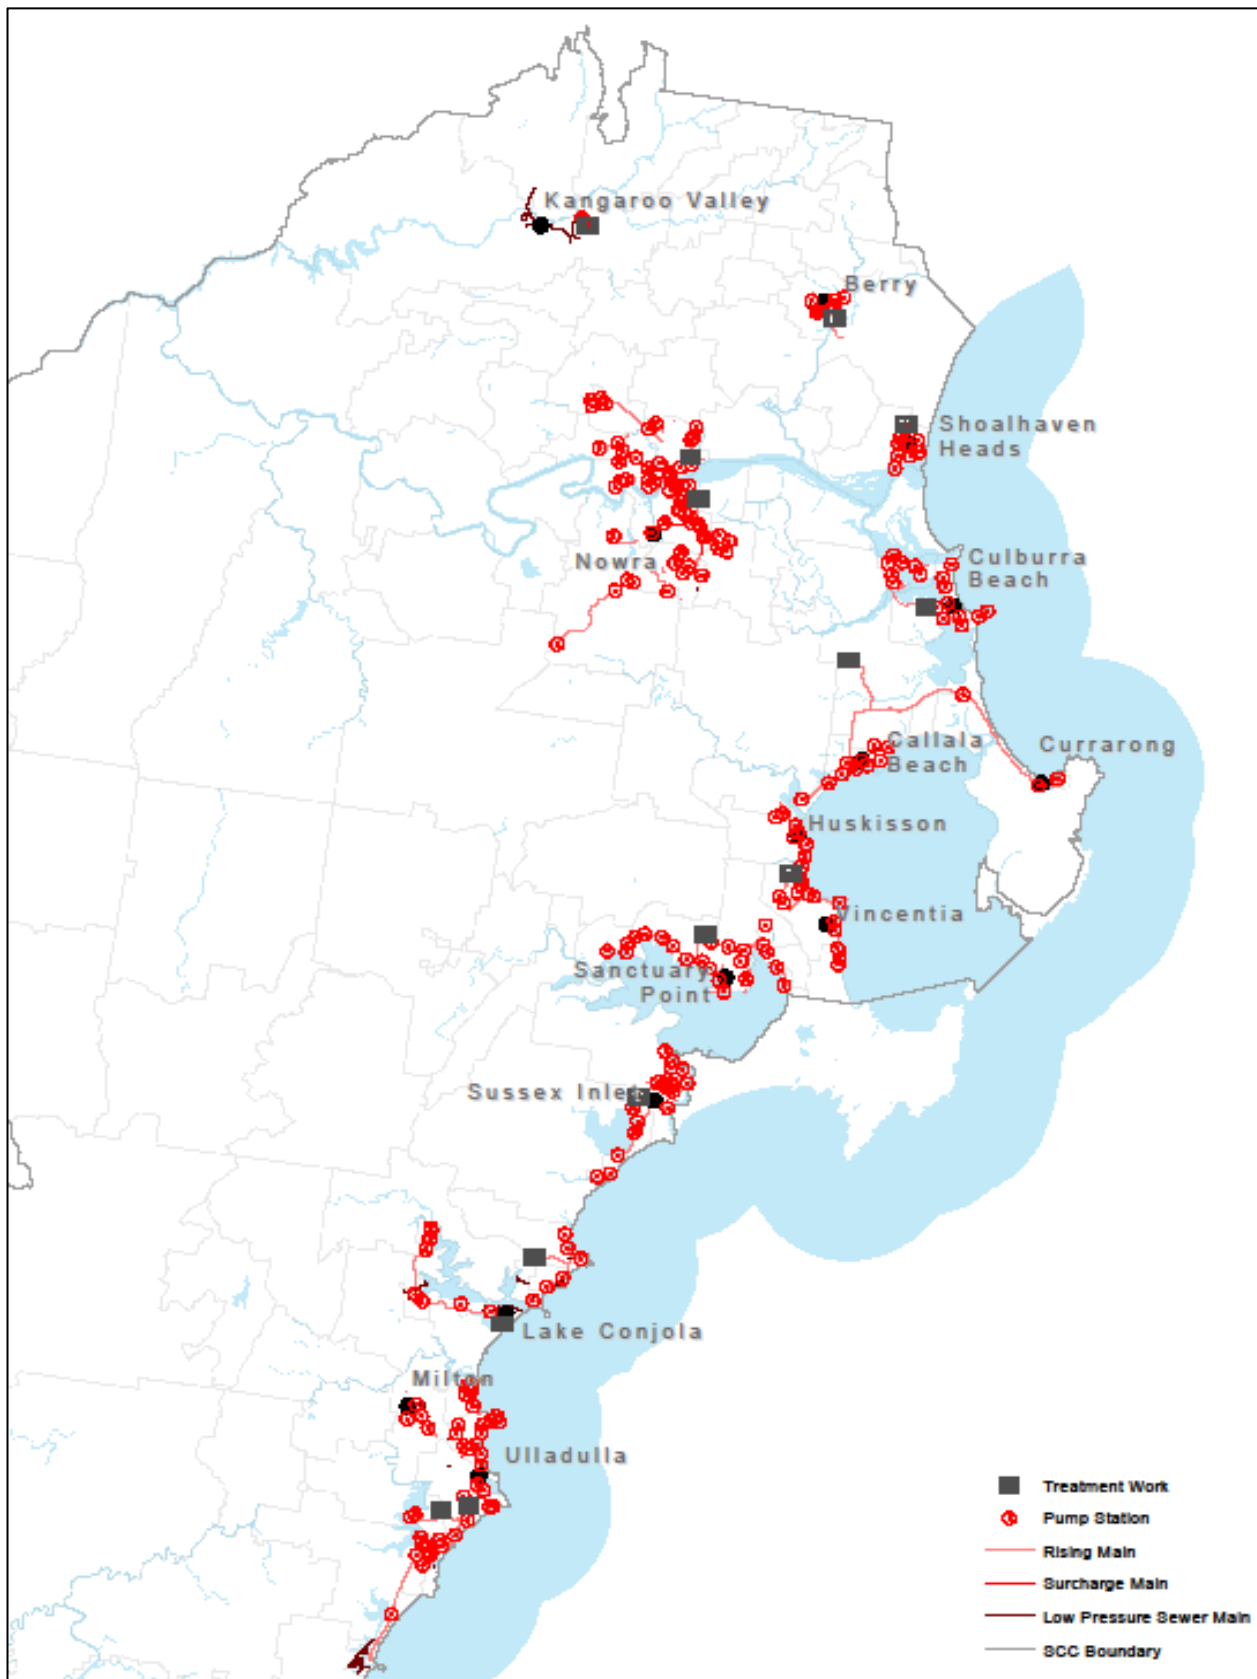 Kangaroo Valley
Berry
Shoalhaven
Heads
Nowra
Culburra
Beach
Callala
Beach
Currarong
Huskisson
Vincentia
Sanctuary
Point
Sussex Inlet
Lake Conjola
Milton
Ulladulla
Treatment Work
Pump Station
Rising Main
Surcharge Main
Low Pressure Sewer Main
SCC Boundary